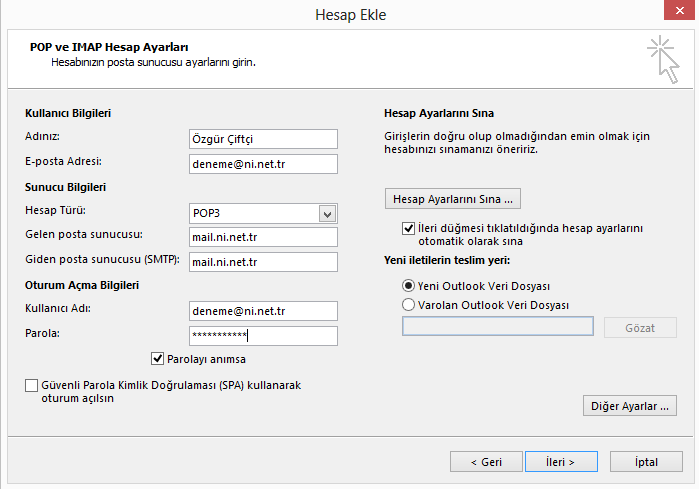 Hesap Ekle
POP ve IMAP Hesap Ayarları
Hesabınızın posta sunucusu ayarlarını girin.
Kullanıcı Bilgileri
Adınız:
Özgür Çiftçi
E-posta Adresi:
deneme@ni.net.tr
Sunucu Bilgileri
Hesap Türü:
POP3
Gelen posta sunucusu:
mail.ni.net.tr
Giden posta sunucusu (SMTP):
mail.ni.net.tr
Oturum Açma Bilgileri
Kullanıcı Adı:
deneme@ni.net.tr
Parola:
***********
Parolayı anımsa
Güvenli Parola Kimlik Doğrulaması (SPA) kullanarak
oturum açılsın
Hesap Ayarlarını Sına
Girişlerin doğru olup olmadığından emin olmak için
hesabınızı sınamanızı öneririz.
Hesap Ayarlarını Sına ...
İleri düğmesi tıklatıldığında hesap ayarlarını
otomatik olarak sına
Yeni iletilerin teslim yeri:
Yeni Outlook Veri Dosyası
Varolan Outlook Veri Dosyası
Gözat
Diğer Ayarlar ...
< Geri
İleri >
İptal